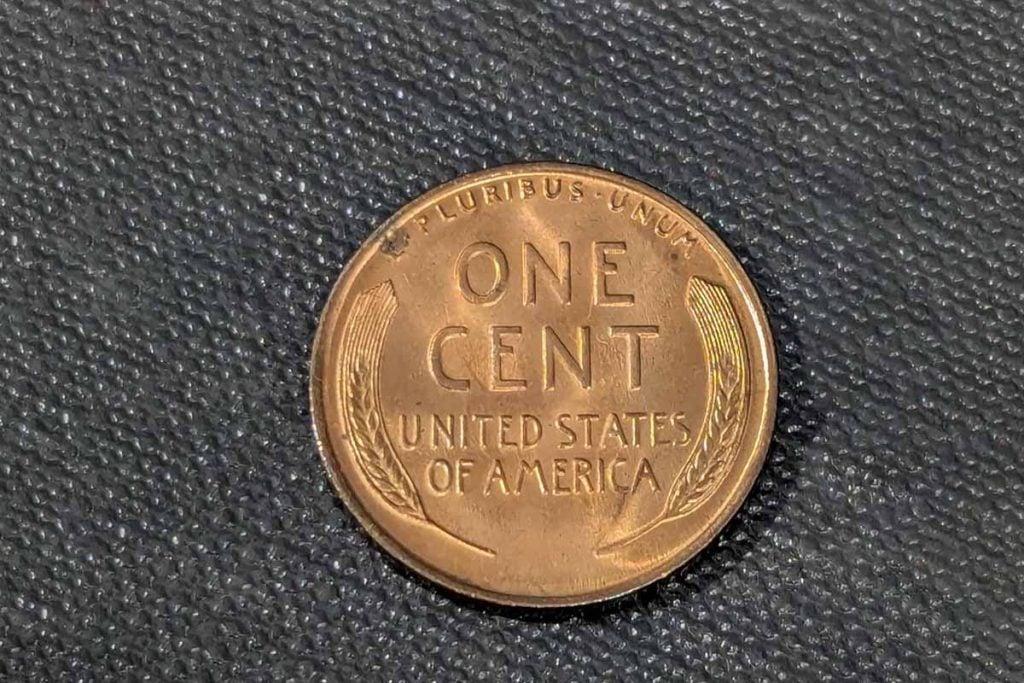 E PLURIBUS · UNUM
ONE
CENT
UNITED STATES
OF AMERICA